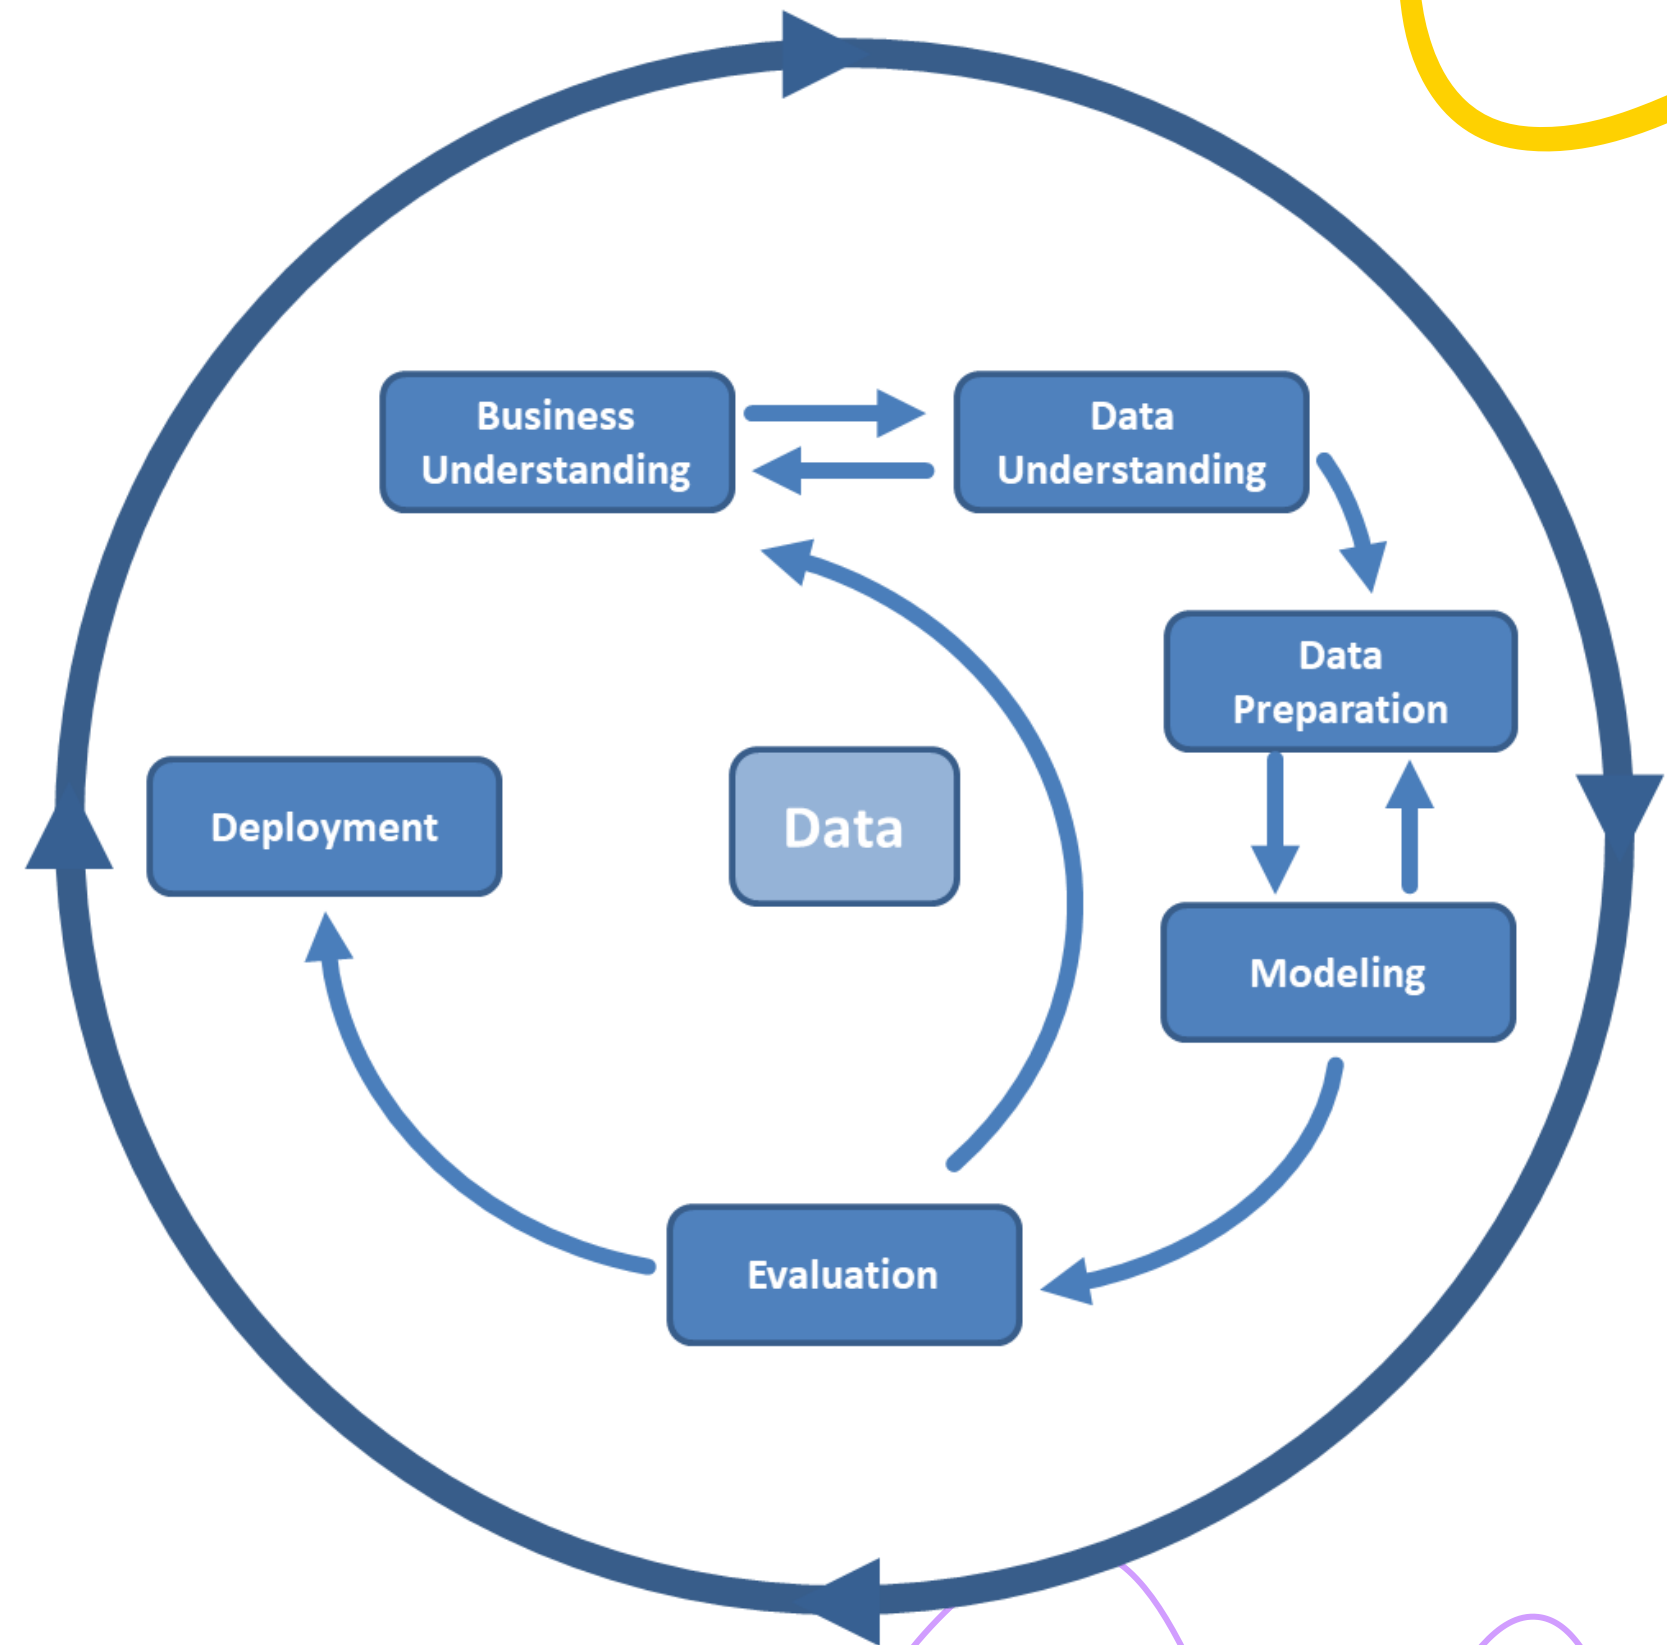 Business
Understanding
Data
Understanding
Data
Preparation
Deployment
Data
Modeling
Evaluation